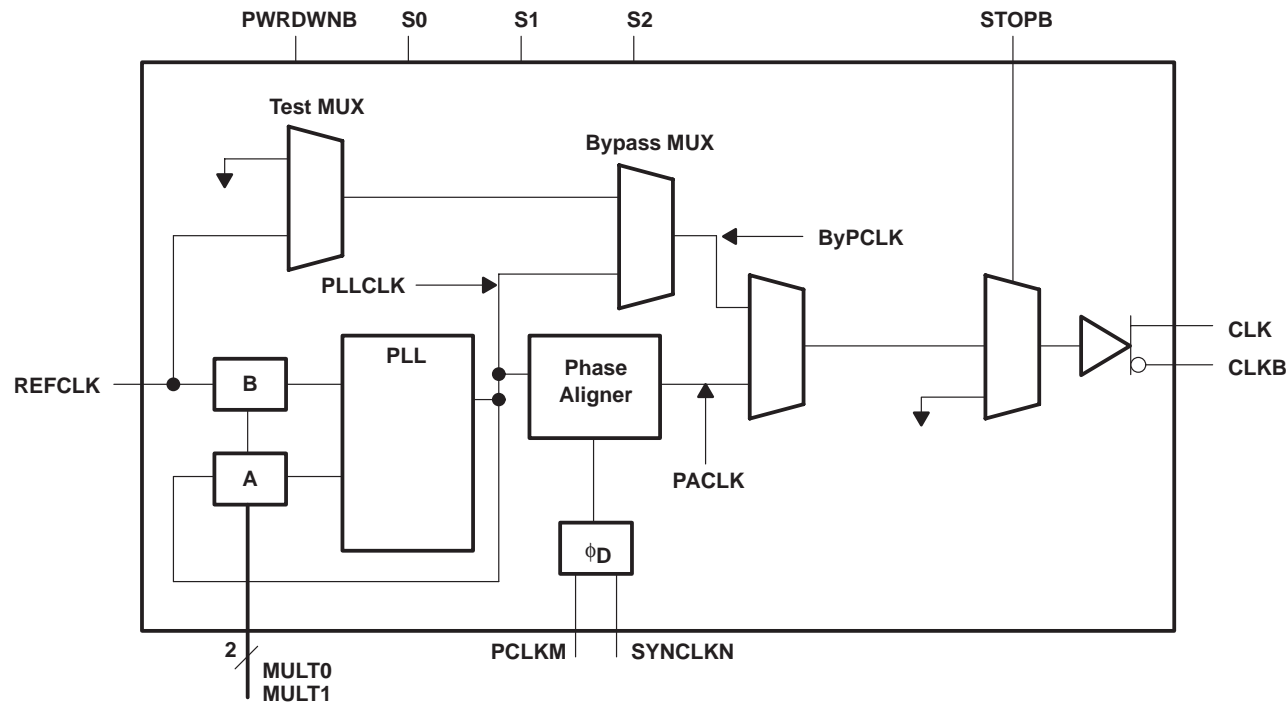 PWRDWNB S0 S1 S2 STOPB
Test MUX
Bypass MUX
ByPCLK
PLLCLK
PLL
Phase
Aligner
CLK
REFCLK
B
CLKB
A
PACLK
ϕD
2
PCLKM SYNCLKN
MULT0
MULT1